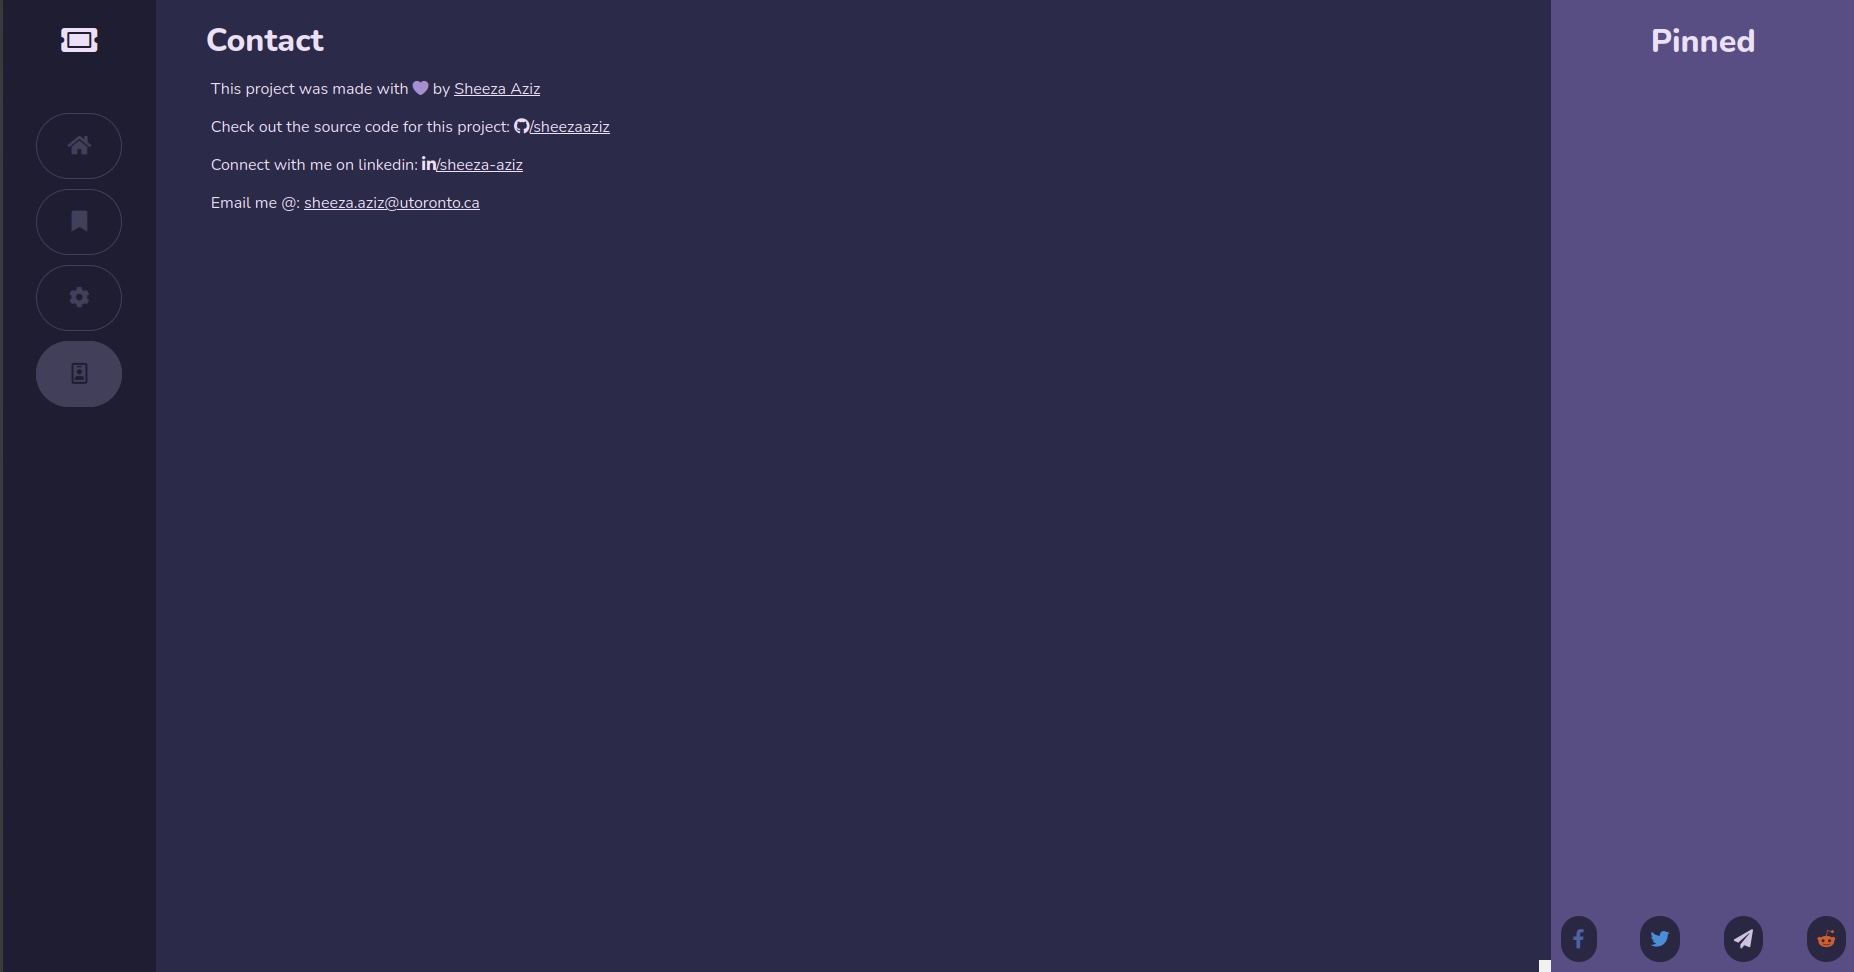 Contact
Pinned
This project was made with 💜 by Sheeza Aziz
Check out the source code for this project: /sheezaaziz
Connect with me on linkedin: in/sheeza-aziz
Email me @: sheeza.aziz@utoronto.ca